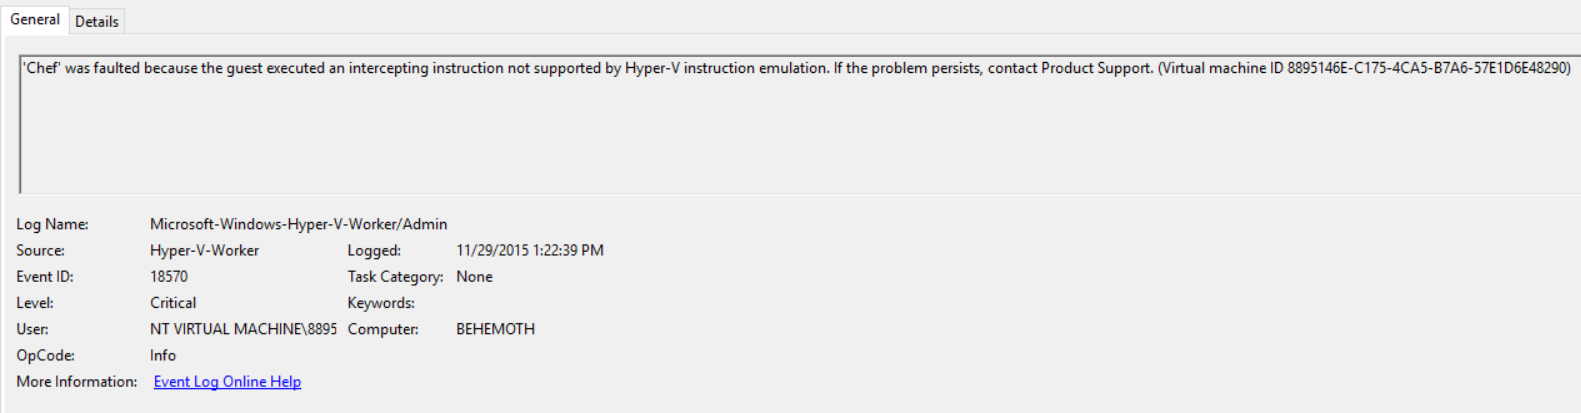 General Details
'Chef' was faulted because the guest executed an intercepting instruction not supported by Hyper-V instruction emulation. If the problem persists, contact Product Support. (Virtual machine ID 8895146E-C175-4CA5-B7A6-57E1D6E48290)
Log Name: Microsoft-Windows-Hyper-V-Worker/Admin
Source: Hyper-V-Worker Logged: 11/29/2015 1:22:39 PM
Event ID: 18570 Task Category: None
Level: Critical Keywords:
User: NT VIRTUAL MACHINE\8895 Computer: BEHEMOTH
OpCode: Info
More Information: Event Log Online Help